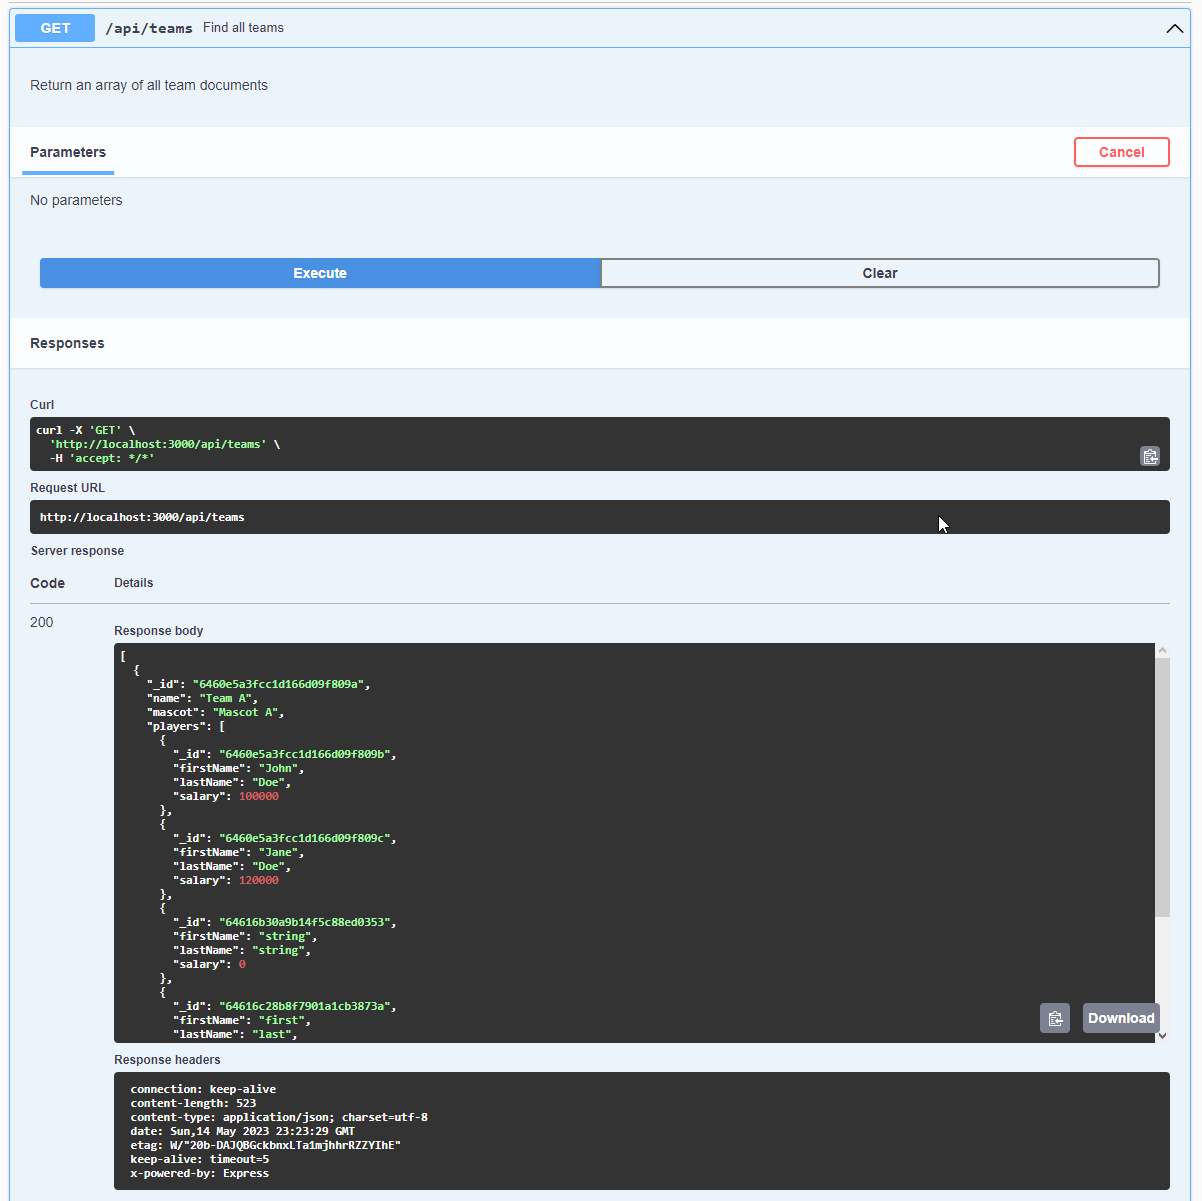 GET /api/teams Find all teams
Return an array of all team documents
Parameters
Cancel
No parameters
Execute
Clear
Responses
Curl
curl -X 'GET' \
  'http://localhost:3000/api/teams' \
  -H 'accept: */*'
Request URL
http://localhost:3000/api/teams
Server response
Code Details
200
Response body
[
  {
    "_id": "6460e5a3fcc1d166d09f809a",
    "name": "Team A",
    "mascot": "Mascot A",
    "players": [
      {
        "_id": "6460e5a3fcc1d166d09f809b",
        "firstName": "John",
        "lastName": "Doe",
        "salary": 100000
      },
      {
        "_id": "6460e5a3fcc1d166d09f809c",
        "firstName": "Jane",
        "lastName": "Doe",
        "salary": 120000
      },
      {
        "_id": "64616b30a9b14f5c88ed0353",
        "firstName": "string",
        "lastName": "string",
        "salary": 0
      },
      {
        "_id": "64616c28b8f7901a1cb3873a",
        "firstName": "first",
        "lastName": "last",
Download
Response headers
connection: keep-alive
content-length: 523
content-type: application/json; charset=utf-8
date: Sun,14 May 2023 23:23:29 GMT
etag: W/"20b-DAJQBGckbnxLTa1mjhhrRZZYIhE"
keep-alive: timeout=5
x-powered-by: Express